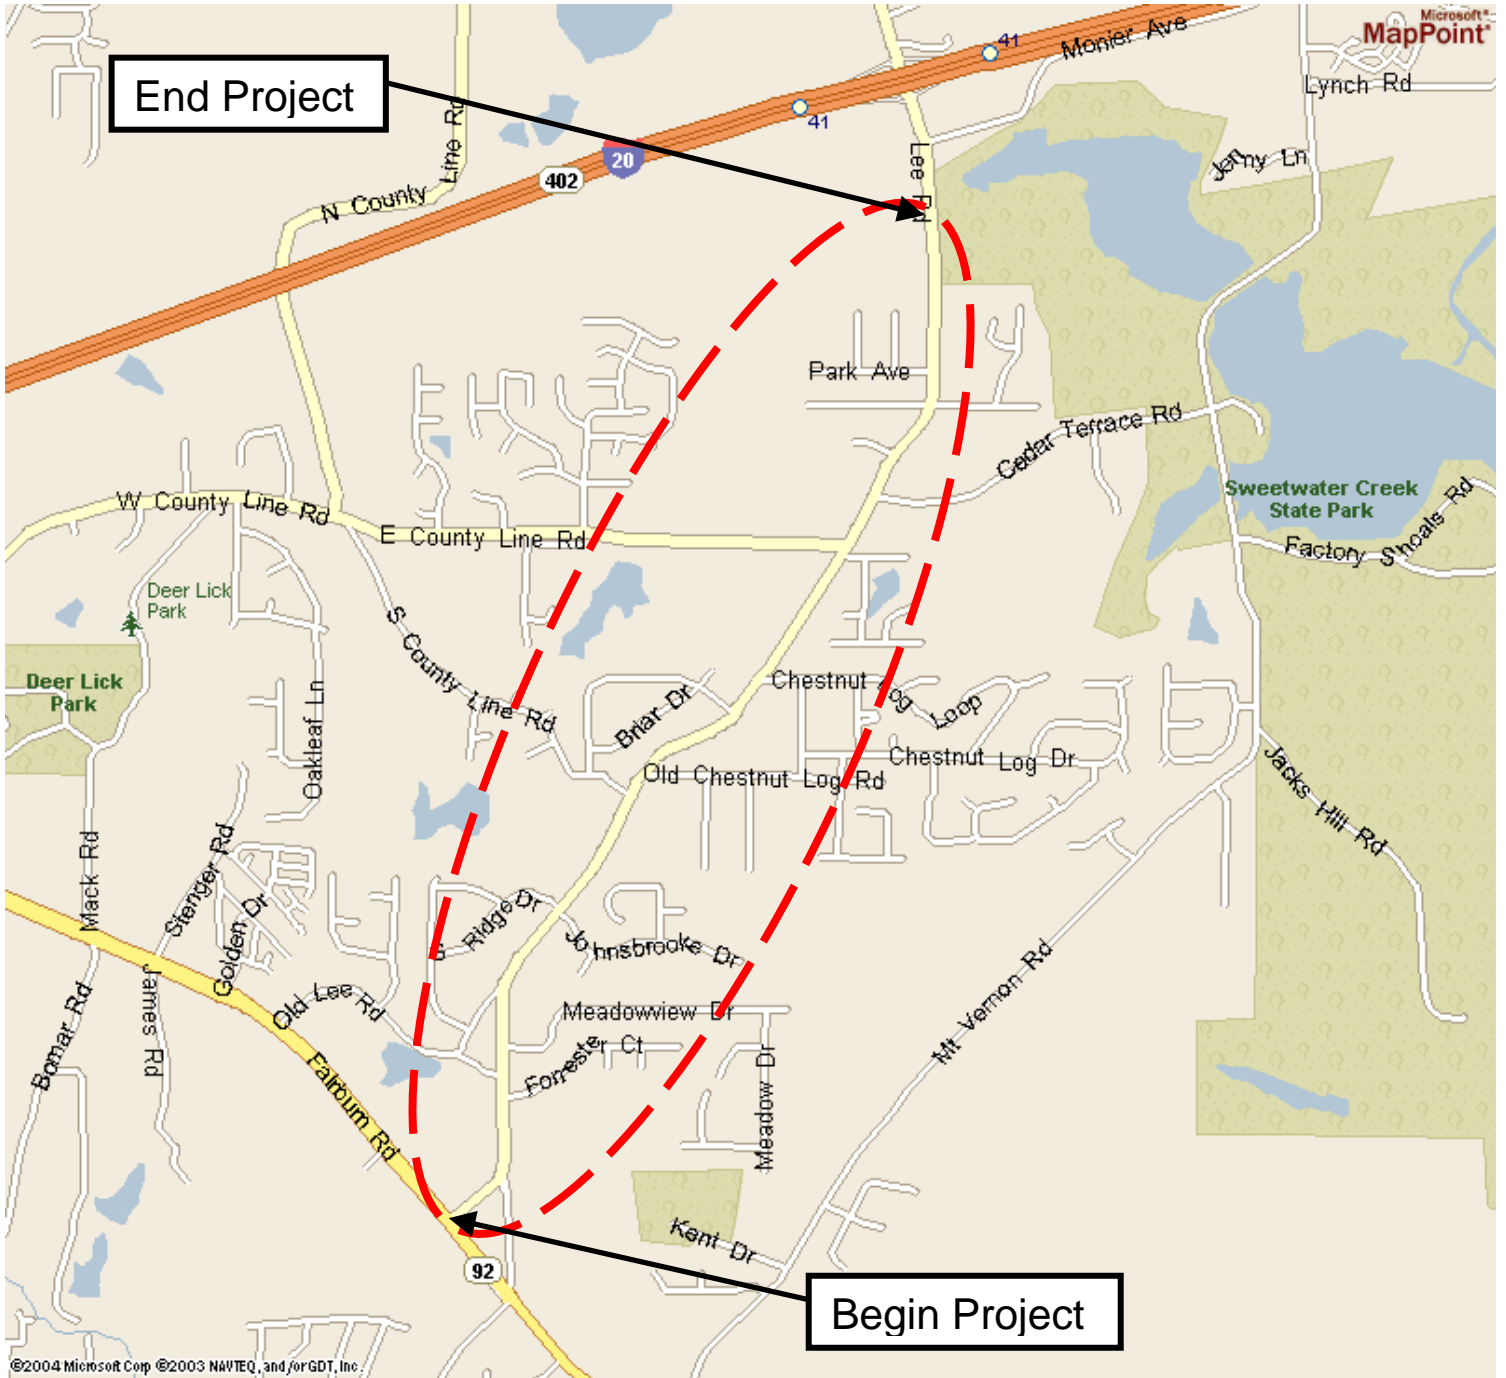 Microsoft®
MapPoint®
41
Monier Ave
End Project
Lynch Rd
41
N County Line Rd
Lee Rd
20
402
Jenny Ln
Park Ave
Cedar Terrace Rd
Sweetwater Creek
State Park
W County Line Rd
E County Line Rd
Factory Shoals Rd
Deer Lick
Park
S County Line Rd
Deer Lick
Park
Oakleaf Ln
Briar Dr
Chestnut Log Loop
Chestnut Log Dr
Old Chestnut Log Rd
Jacks Hill Rd
Mack Rd
Stenger Rd
Golden Dr
S Ridge Dr
Johnsbrooke Dr
Old Lee Rd
James Rd
Bomar Rd
Meadowview Dr
Forrester Ct
Mt Vernon Rd
Fairburn Rd
Meadow Dr
Kent Dr
92
Begin Project
©2004 Microsoft Corp ©2003 NAVTEQ, and/or GDT, Inc.